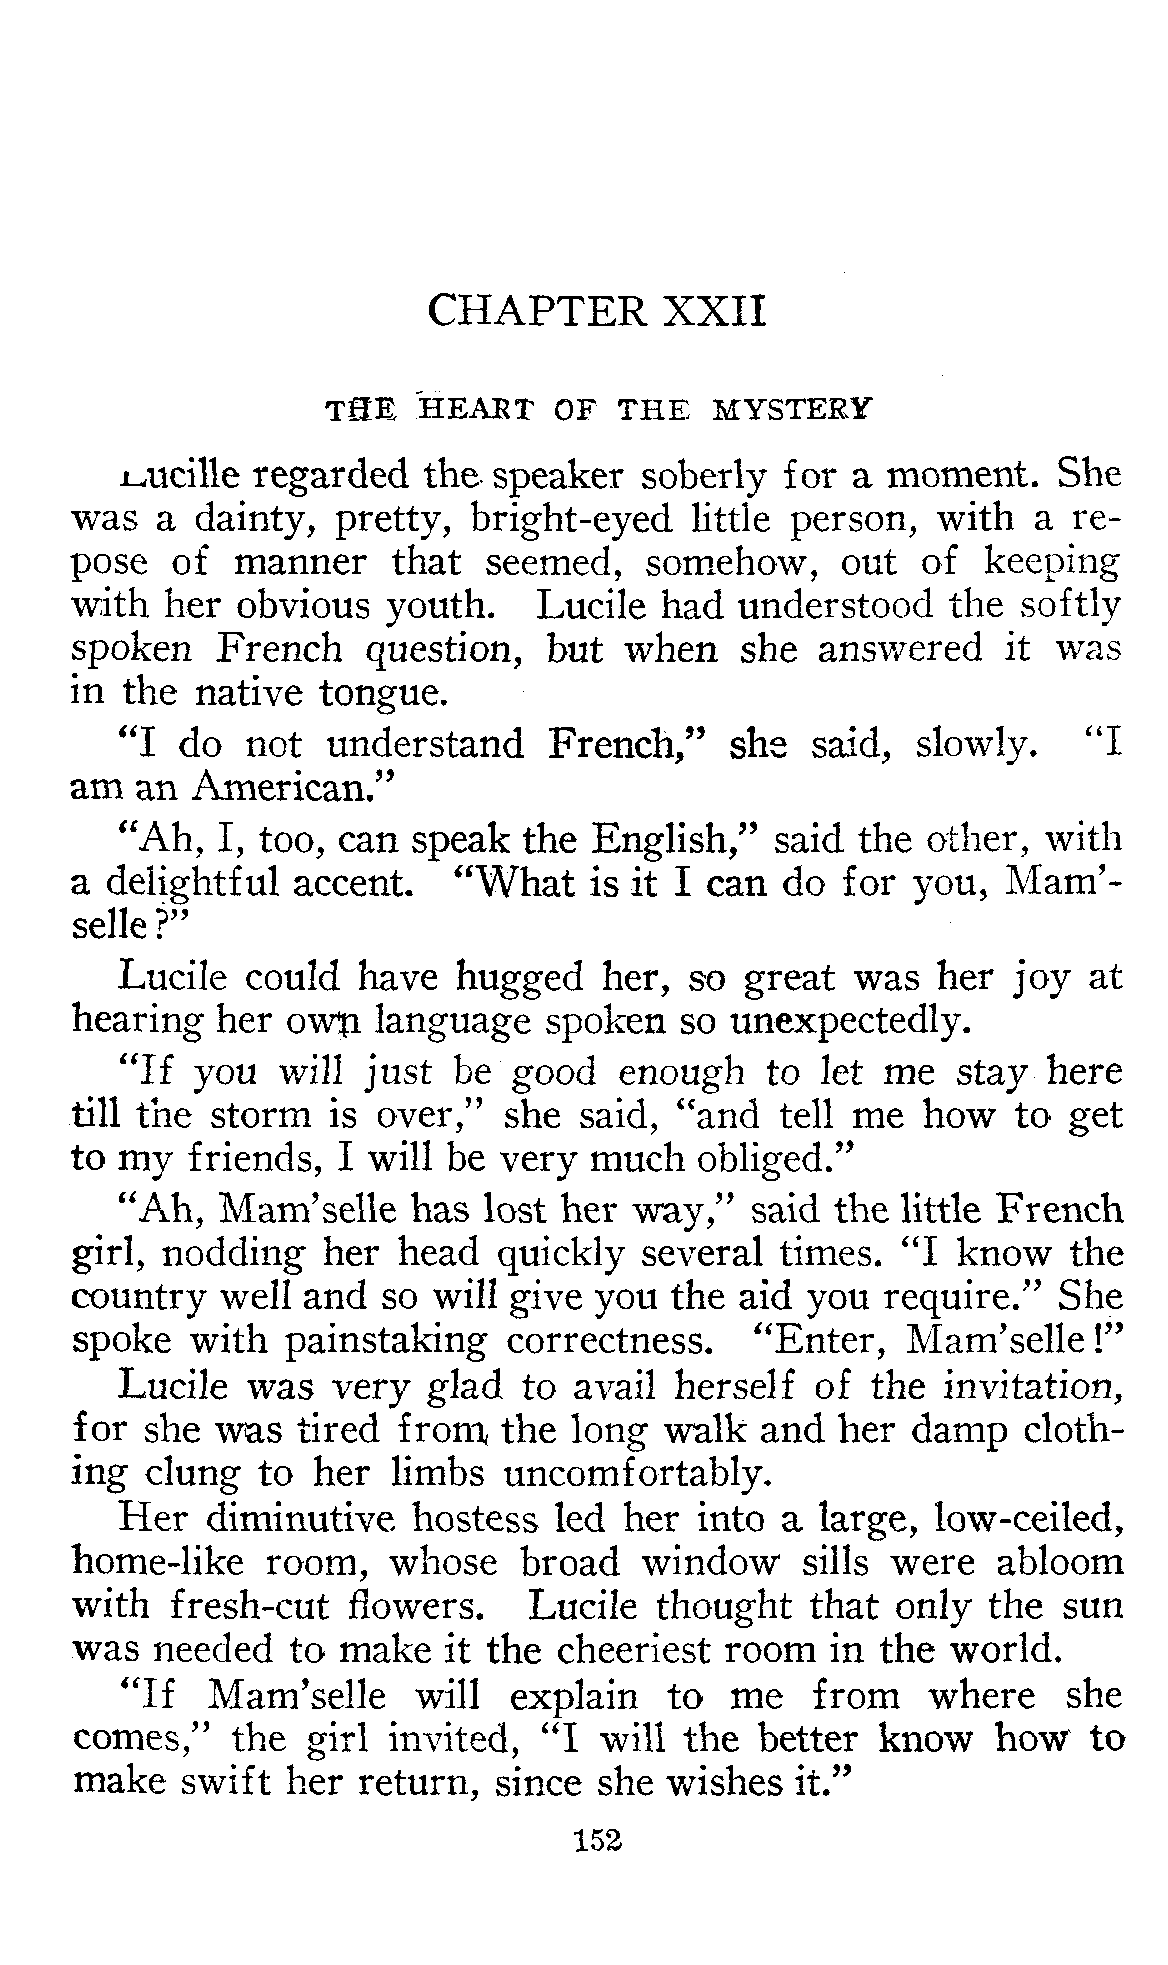 CHAPTER XXII
THE HEART OF THE MYSTERY
Lucille regarded the speaker soberly for a moment. She
was a dainty, pretty, bright-eyed little person, with a re-
pose of manner that seemed, somehow, out of keeping
with her obvious youth. Lucile had understood the softly
spoken French question, but when she answered it was
in the native tongue.
"I do not understand French," she said, slowly. "I
am an American."
"Ah, I, too, can speak the English," said the other, with
a delightful accent. "What is it I can do for you, Mam'-
selle?"
Lucile could have hugged her, so great was her joy at
hearing her own language spoken so unexpectedly.
"If you will just be good enough to let me stay here
till the storm is over," she said, "and tell me how to get
to my friends, I will be very much obliged."
"Ah, Mam'selle has lost her way," said the little French
girl, nodding her head quickly several times. "I know the
country well and so will give you the aid you require." She
spoke with painstaking correctness. "Enter, Mam'selle!"
Lucile was very glad to avail herself of the invitation,
for she was tired from the long walk and her damp cloth-
ing clung to her limbs uncomfortably.
Her diminutive hostess led her into a large, low-ceiled,
home-like room, whose broad window sills were abloom
with fresh-cut flowers. Lucile thought that only the sun
was needed to make it the cheeriest room in the world.
"If Mam'selle will explain to me from where she
comes," the girl invited, "I will the better know how to
make swift her return, since she wishes it."
152